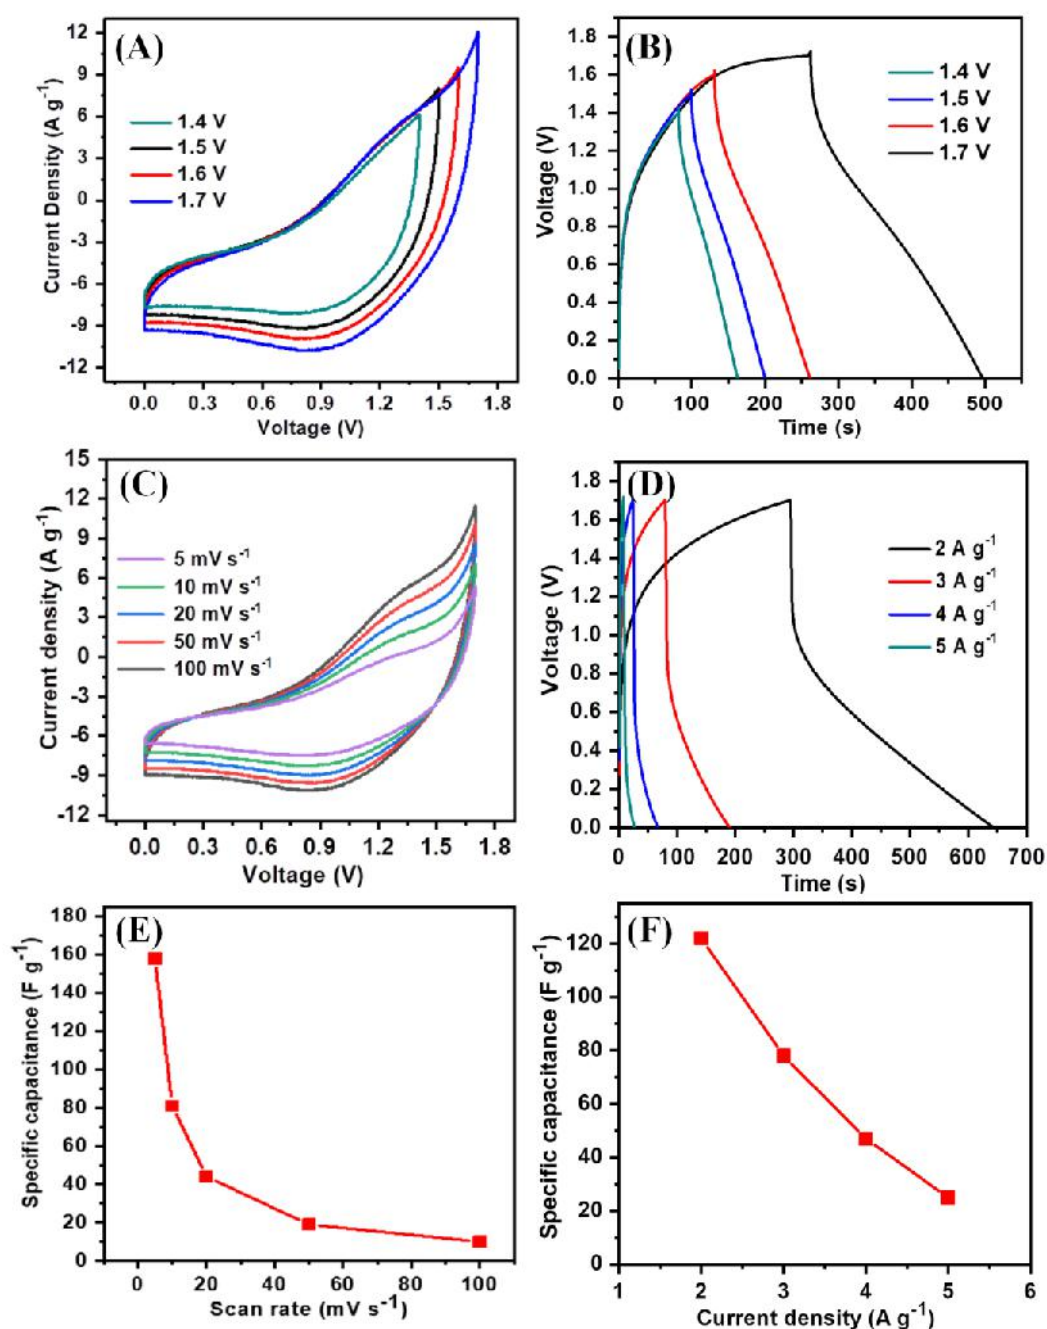 (A)
12
9
6
3
0
-3
-6
-9
-12
Current Density (A g-1)
1.4 V
1.5 V
1.6 V
1.7 V
0.0 0.3 0.6 0.9 1.2 1.5 1.8
Voltage (V)
(B)
1.8
1.6
1.4
1.2
1.0
0.8
0.6
0.4
0.2
0.0
Voltage (V)
1.4 V
1.5 V
1.6 V
1.7 V
0 100 200 300 400 500
Time (s)
(C)
15
12
9
6
3
0
-3
-6
-9
-12
Current density (A g-1)
5 mV s-1
10 mV s-1
20 mV s-1
50 mV s-1
100 mV s-1
0.0 0.3 0.6 0.9 1.2 1.5 1.8
Voltage (V)
(D)
1.8
1.6
1.4
1.2
1.0
0.8
0.6
0.4
0.2
0.0
Voltage (V)
2 A g-1
3 A g-1
4 A g-1
5 A g-1
0 100 200 300 400 500 600 700
Time (s)
(E)
180
160
140
120
100
80
60
40
20
0
Specific capacitance (F g-1)
0 20 40 60 80 100
Scan rate (mV s-1)
(F)
120
100
80
60
40
20
0
Specific capacitance (F g-1)
1 2 3 4 5 6
Current density (A g-1)